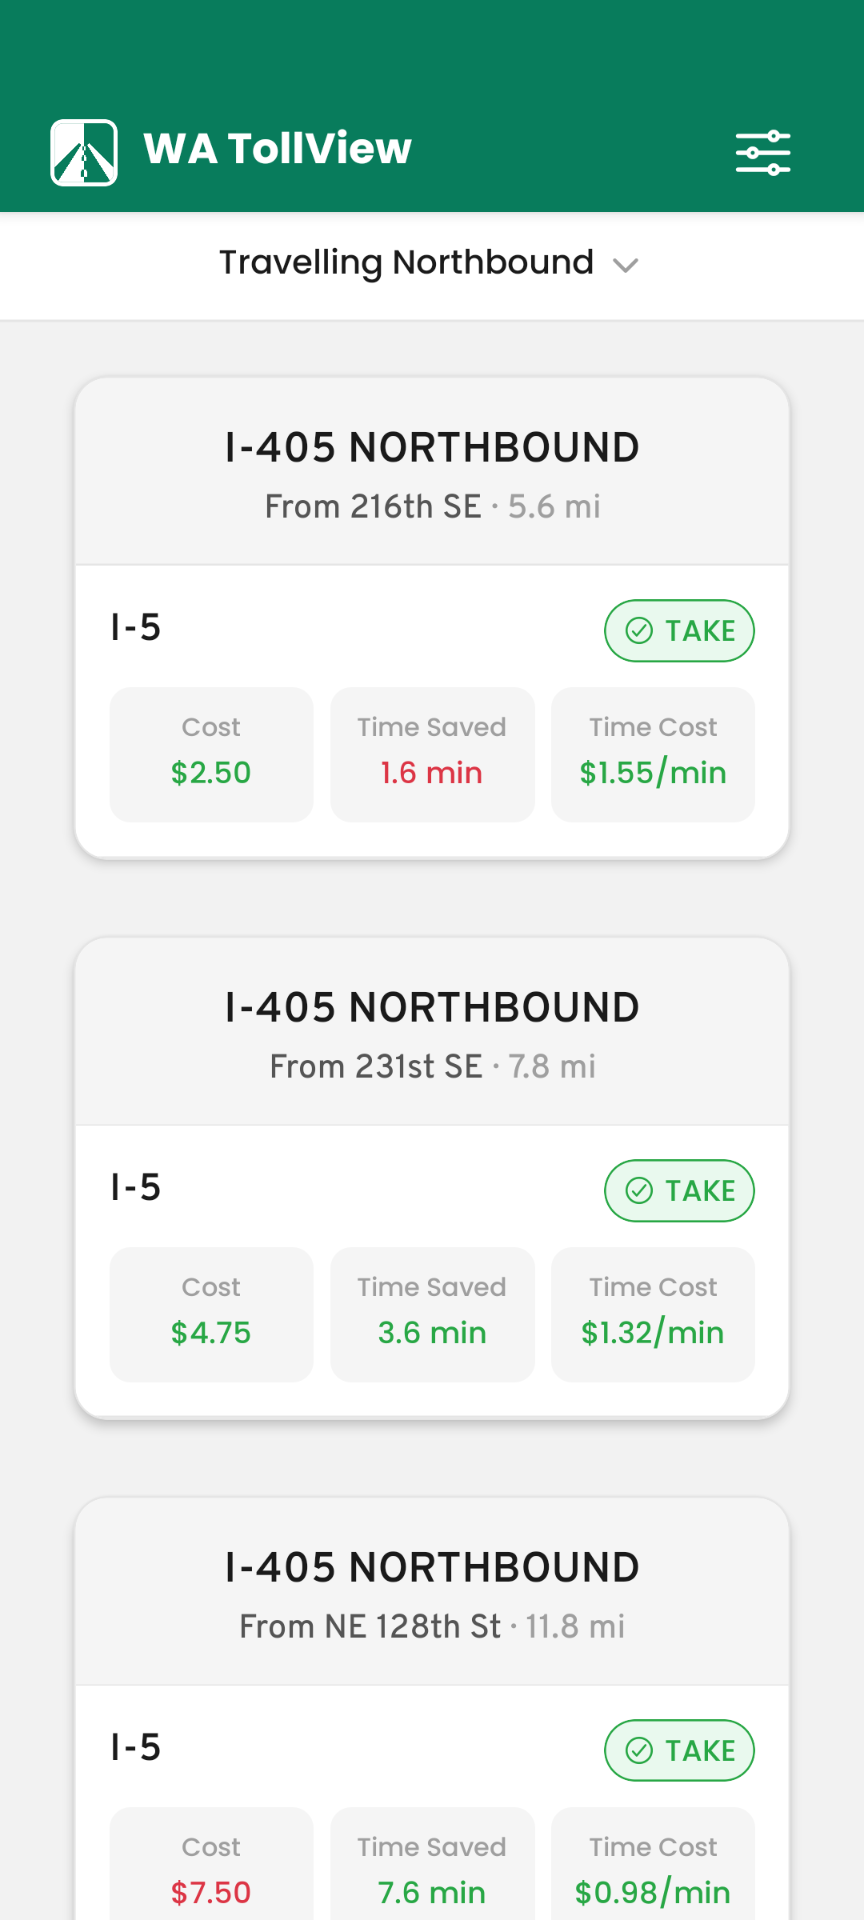 WA TollView
Travelling Northbound
I-405 NORTHBOUND
From 216th SE · 5.6 mi
I-5
TAKE
Cost
Time Saved
Time Cost
$2.50
1.6 min
$1.55/min
I-405 NORTHBOUND
From 231st SE · 7.8 mi
I-5
TAKE
Cost
Time Saved
Time Cost
$4.75
3.6 min
$1.32/min
I-405 NORTHBOUND
From NE 128th St · 11.8 mi
I-5
TAKE
Cost
Time Saved
Time Cost
$7.50
7.6 min
$0.98/min